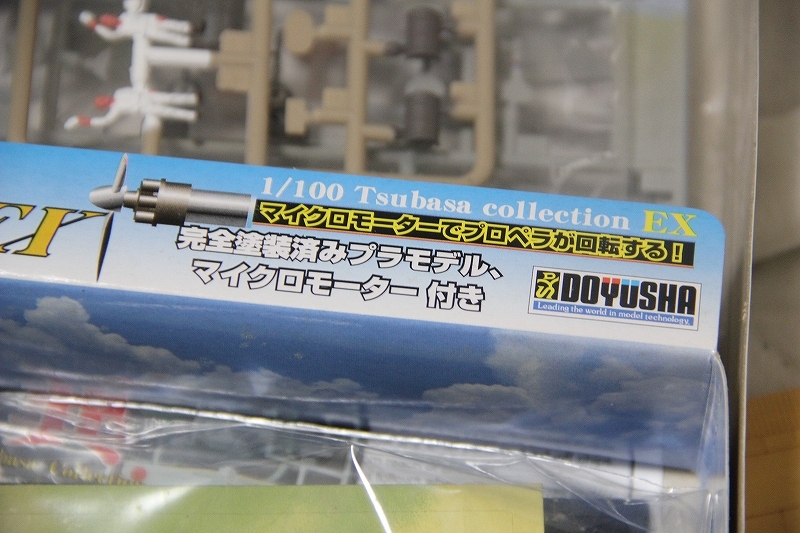 1/100 Tsubasa collection EX
マイクロモーターでプロペラが回転する!
完全塗装済みプラモデル、
マイクロモーター 付き
DOYUSHA
Leading the world in model technology.